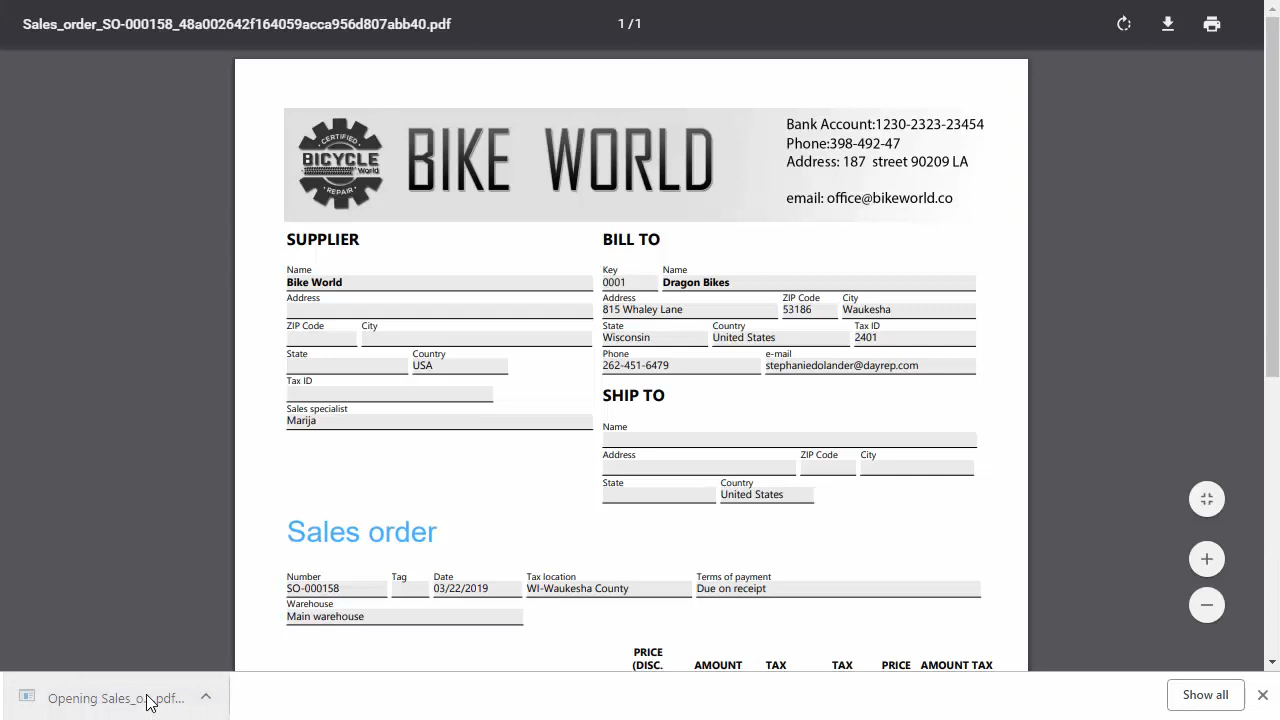 Sales_order_SO-000158_48a002642f164059acca956d807abb40.pdf
1 / 1
CERTIFIED
BICYCLE
World
REPAIR
BIKE WORLD
Bank Account:1230-2323-23454
Phone:398-492-47
Address: 187 street 90209 LA
email: office@bikeworld.co
SUPPLIER
BILL TO
Name
Bike World
Key
Name
0001
Dragon Bikes
Address
Address
ZIP Code
City
815 Whaley Lane
53186
Waukesha
ZIP Code
City
State
Country
Tax ID
Wisconsin
United States
2401
State
Country
USA
Phone
e-mail
262-451-6479
stephaniedolander@dayrep.com
Tax ID
SHIP TO
Sales specialist
Marija
Name
Address
ZIP Code
City
State
Country
United States
Sales order
Number
Tag
Date
Tax location
Terms of payment
SO-000158
03/22/2019
WI-Waukesha County
Due on receipt
Warehouse
Main warehouse
PRICE
(DISC.
AMOUNT
TAX
TAX
PRICE
AMOUNT TAX
Opening Sales_o....pdf...
Show all